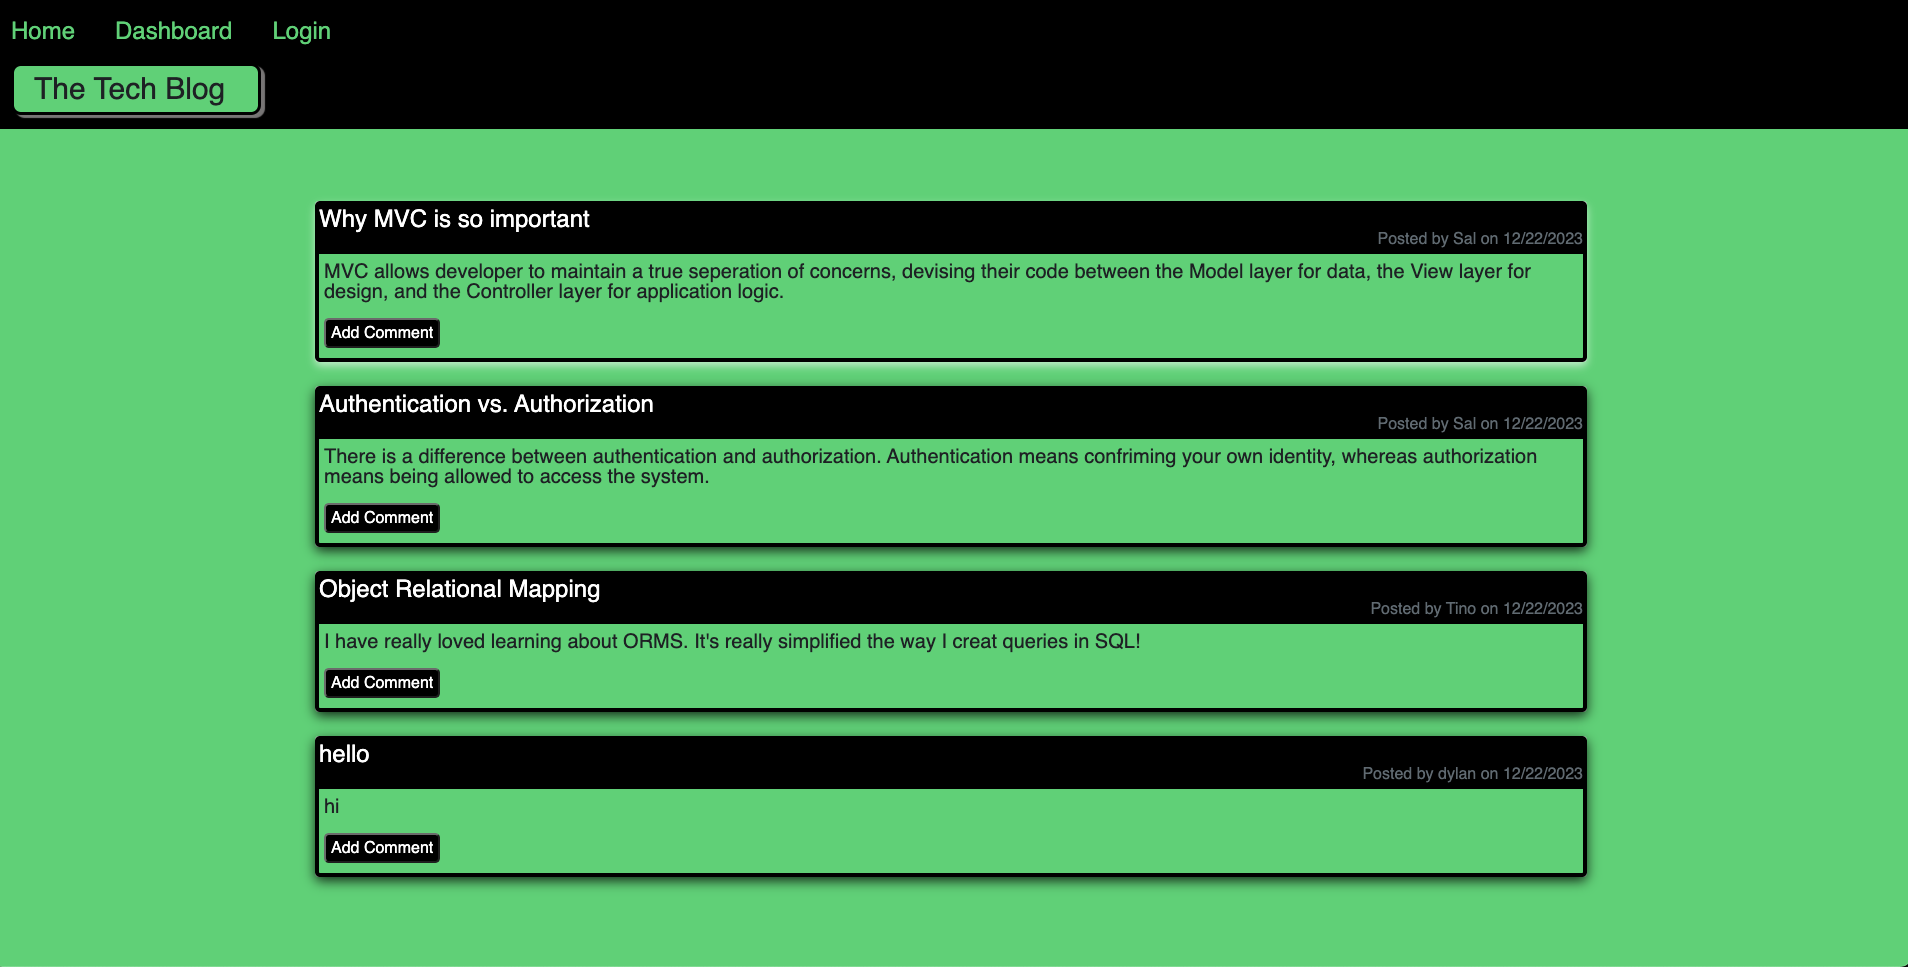 Home Dashboard Login
The Tech Blog
Why MVC is so important
Posted by Sal on 12/22/2023
MVC allows developer to maintain a true seperation of concerns, devising their code between the Model layer for data, the View layer for
design, and the Controller layer for application logic.
Add Comment
Authentication vs. Authorization
Posted by Sal on 12/22/2023
There is a difference between authentication and authorization. Authentication means confriming your own identity, whereas authorization
means being allowed to access the system.
Add Comment
Object Relational Mapping
Posted by Tino on 12/22/2023
I have really loved learning about ORMS. It's really simplified the way I creat queries in SQL!
Add Comment
hello
Posted by dylan on 12/22/2023
hi
Add Comment